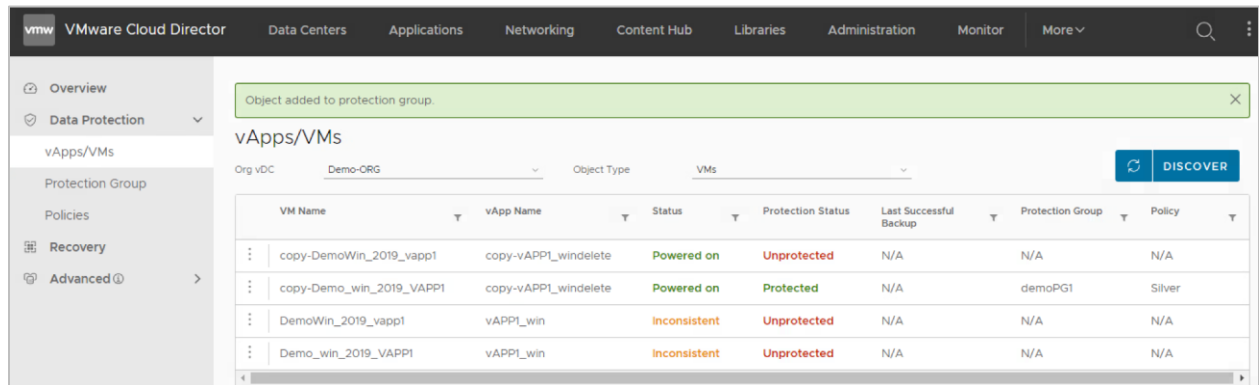 vmw VMware Cloud Director Data Centers Applications Networking Content Hub Libraries Administration Monitor More
Overview
Data Protection
vApps/VMs
Protection Group
Policies
Recovery
Advanced
Object added to protection group.
vApps/VMs
Org vDC Demo-ORG Object Type VMs DISCOVER
VM Name vApp Name Status Protection Status Last Successful Backup Protection Group Policy
copy-DemoWin_2019_vapp1 copy-vAPP1_windelete Powered on Unprotected N/A N/A N/A
copy-Demo_win_2019_VAPP1 copy-vAPP1_windelete Powered on Protected N/A demoPG1 Silver
DemoWin_2019_vapp1 vAPP1_win Inconsistent Unprotected N/A N/A N/A
Demo_win_2019_VAPP1 vAPP1_win Inconsistent Unprotected N/A N/A N/A